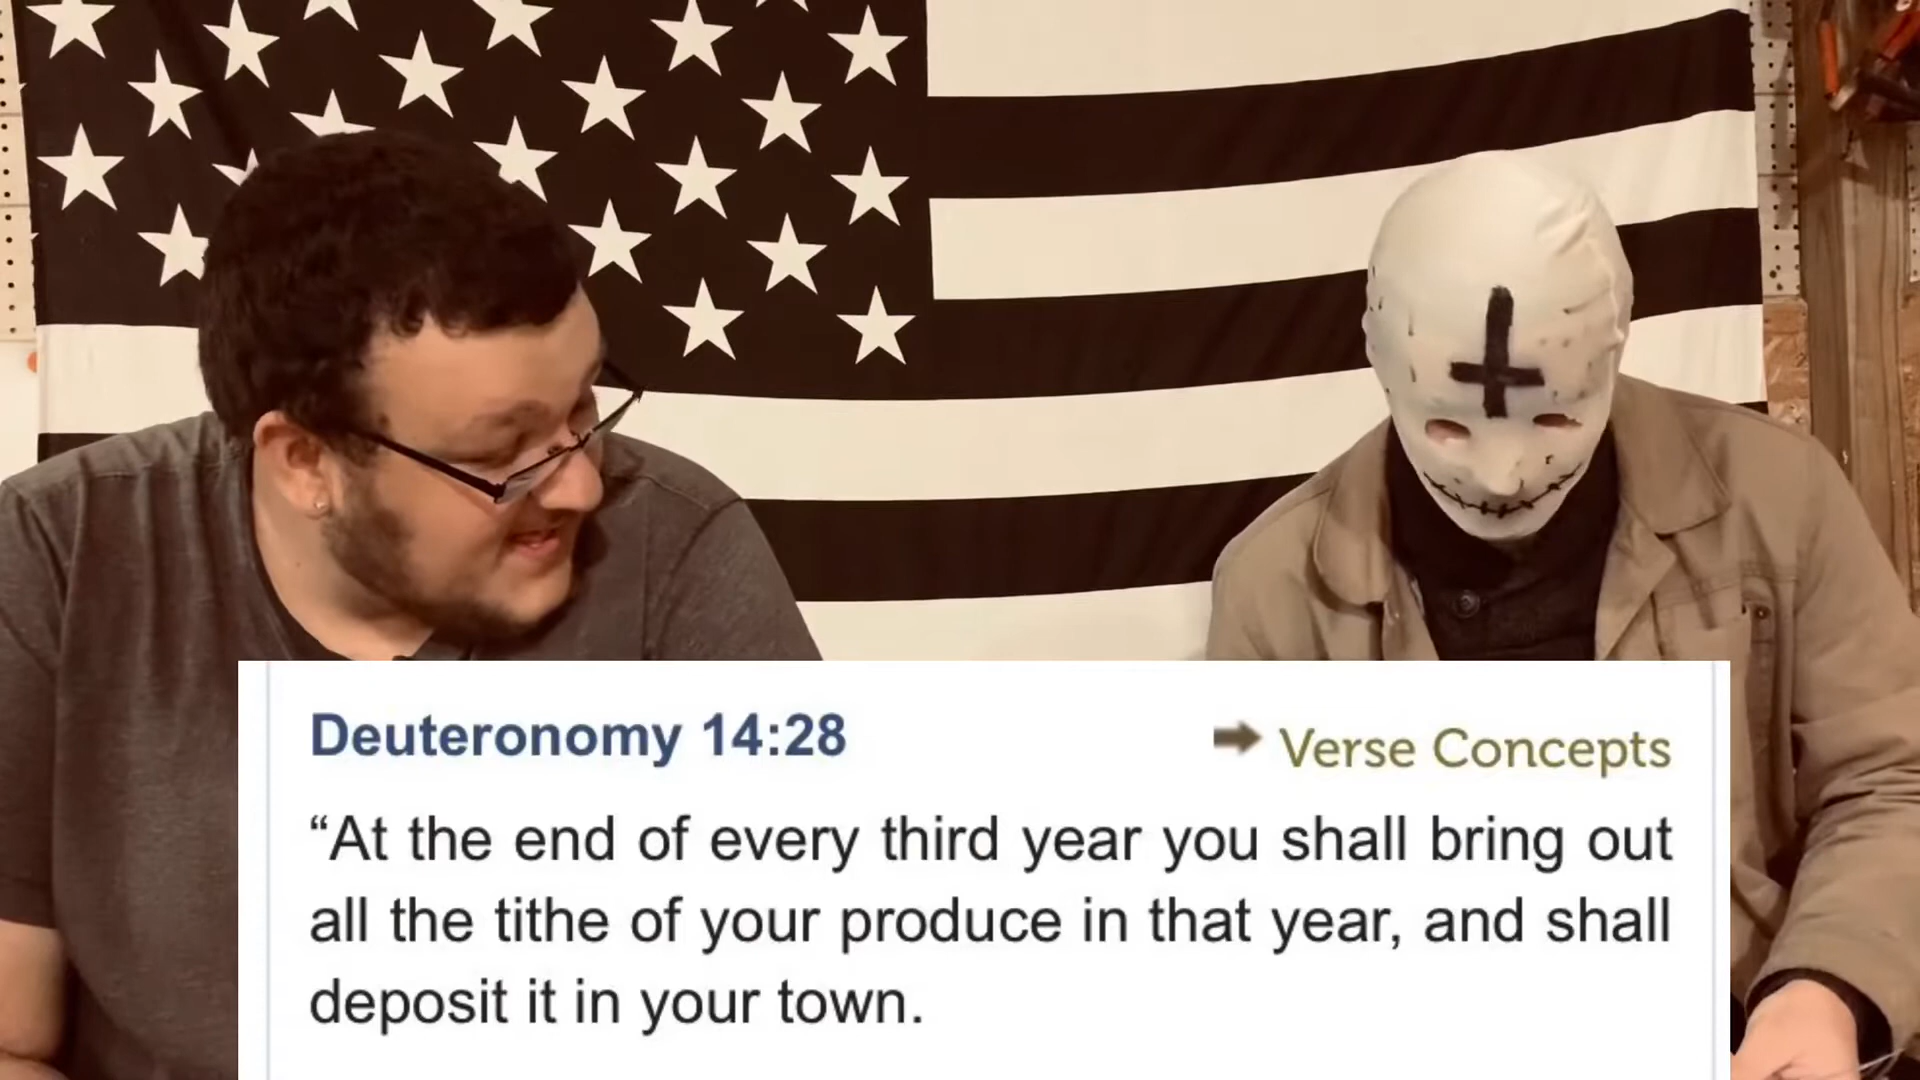 Deuteronomy 14:28
Verse Concepts
“At the end of every third year you shall bring out
all the tithe of your produce in that year, and shall
deposit it in your town.